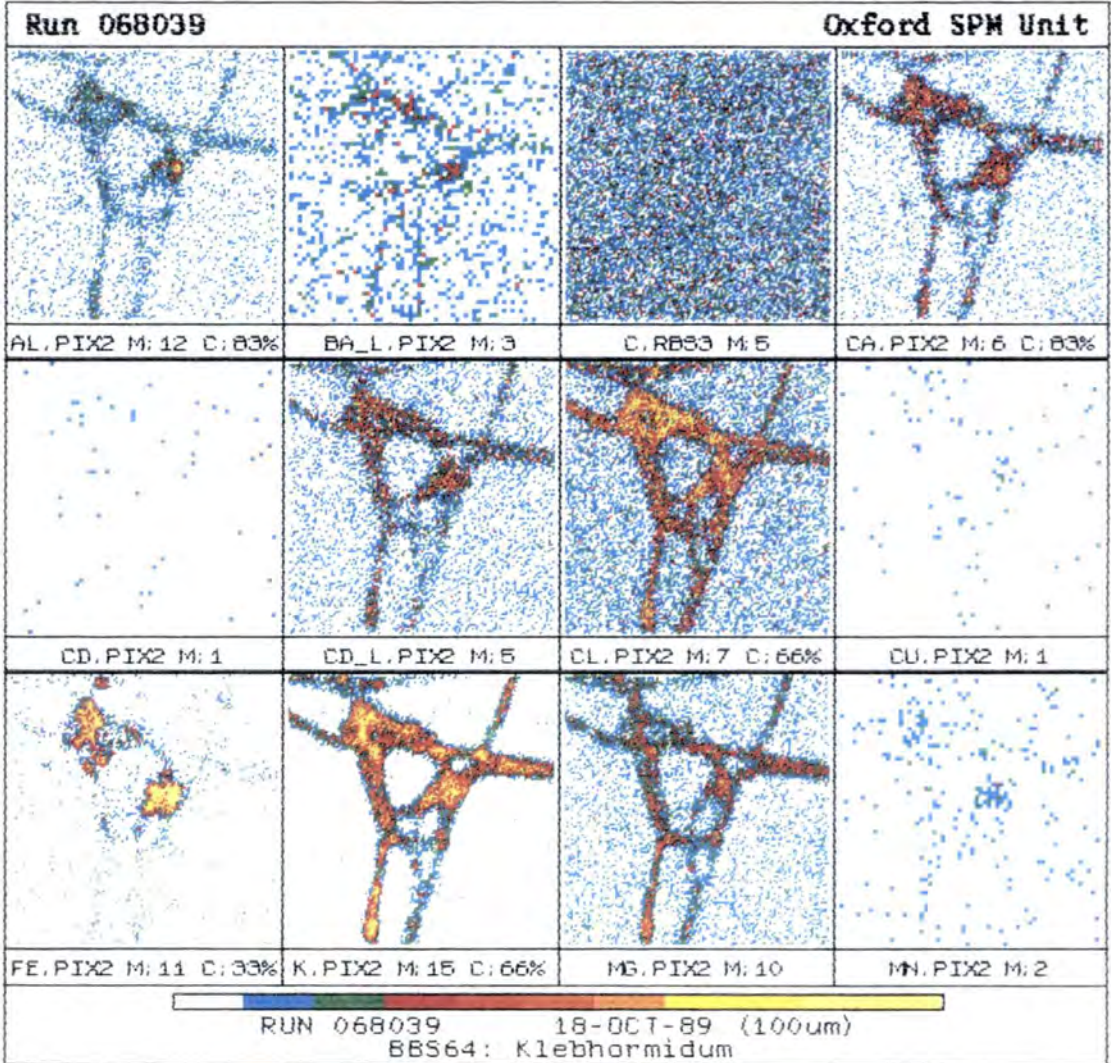 Run 068039 Oxford SPM Unit
AL.PIX2 M:12 C:83% BA_L.PIX2 M:3 C.RBS3 M:5 CA.PIX2 M:6 C:83%
CD.PIX2 M:1 CD_L.PIX2 M:5 CL.PIX2 M:7 C:66% CU.PIX2 M:1
FE.PIX2 M:11 C:33% K.PIX2 M:15 C:66% MG.PIX2 M:10 MN.PIX2 M:2
RUN 068039 18-OCT-89 (100um)
BBS64: Klebhormidum